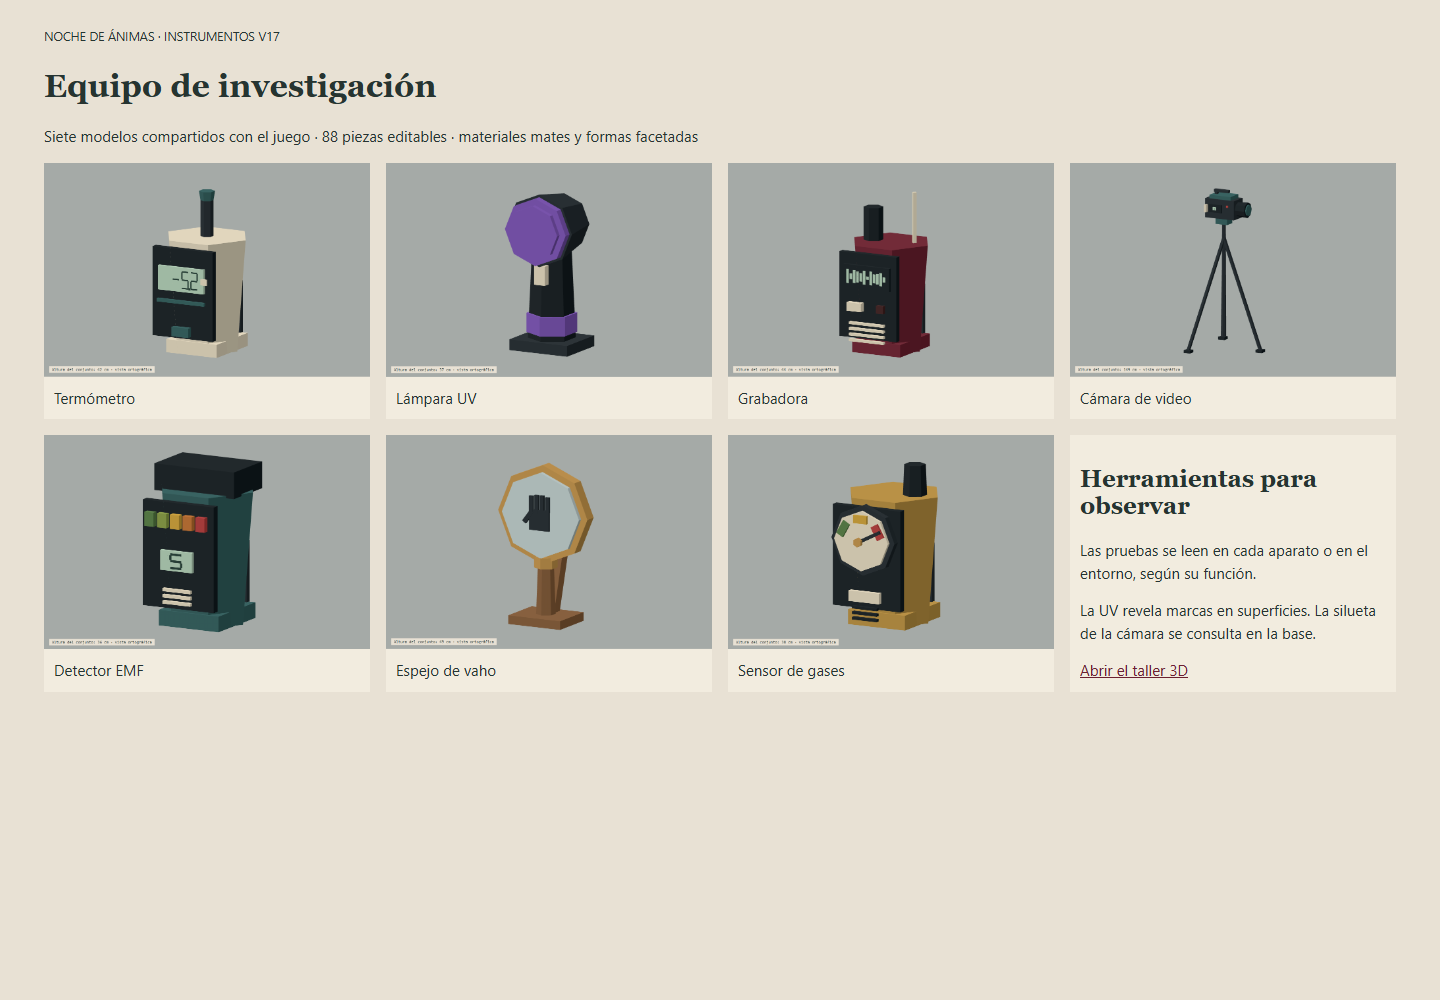 NOCHE DE ÁNIMAS · INSTRUMENTOS V17
Equipo de investigación
Siete modelos compartidos con el juego · 88 piezas editables · materiales mates y formas facetadas
-52
Termómetro
Lámpara UV
Grabadora
Cámara de video
5
Detector EMF
Espejo de vaho
Sensor de gases
Herramientas para
observar
Las pruebas se leen en cada aparato o en el
entorno, según su función.
La UV revela marcas en superficies. La silueta
de la cámara se consulta en la base.
Abrir el taller 3D